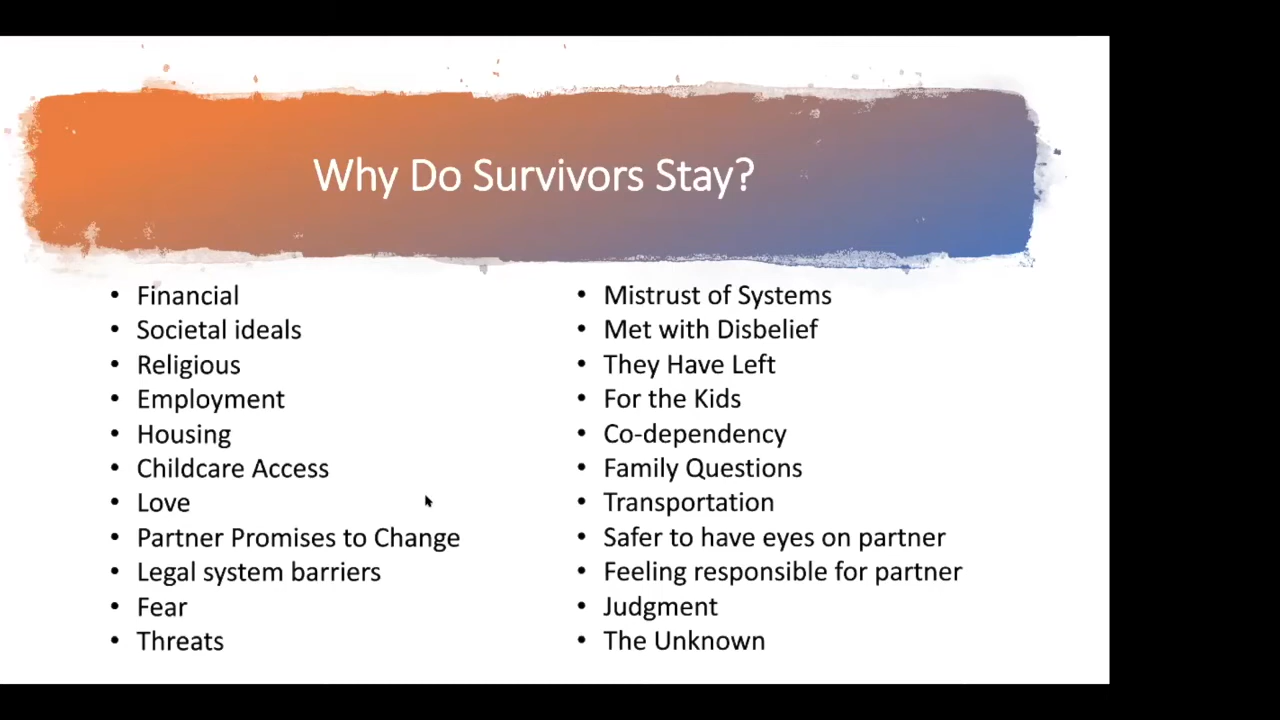 Why Do Survivors Stay?
• Financial
• Societal ideals
• Religious
• Employment
• Housing
• Childcare Access
• Love
• Partner Promises to Change
• Legal system barriers
• Fear
• Threats
• Mistrust of Systems
• Met with Disbelief
• They Have Left
• For the Kids
• Co-dependency
• Family Questions
• Transportation
• Safer to have eyes on partner
• Feeling responsible for partner
• Judgment
• The Unknown